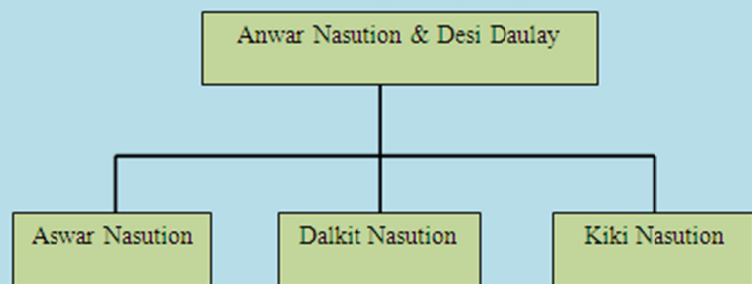 Anwar Nasution & Desi Daulay
Aswar Nasution
Dalkit Nasution
Kiki Nasution